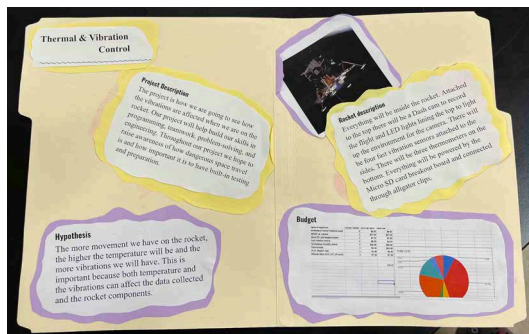 Thermal & Vibration
Control
Project Description
The project is how we are going to see how
the vibrations are affected when we are on the
rocket. Our project will help build our skills in
programming, teamwork, problem-solving, and
engineering. Throughout our project we hope to
raise awareness of how dangerous space travel
is and how important it is to have built-in testing
and preparation.
Hypothesis
The more movement we have on the rocket,
the higher the temperature will be and the
more vibrations we will have. This is
important because both temperature and
the vibrations can affect the data collected
and the rocket components.
Rocket description
Everything will be inside the rocket. Attached
to the top there will be a Dash cam to record
the flight and LED lights lining the top to light
up the environment for the camera. There will
be four fast vibration sensors attached to the
sides. There will be three thermometers on the
bottom. Everything will be powered by the
Micro SD card breakout board and connected
through alligator clips.
Budget